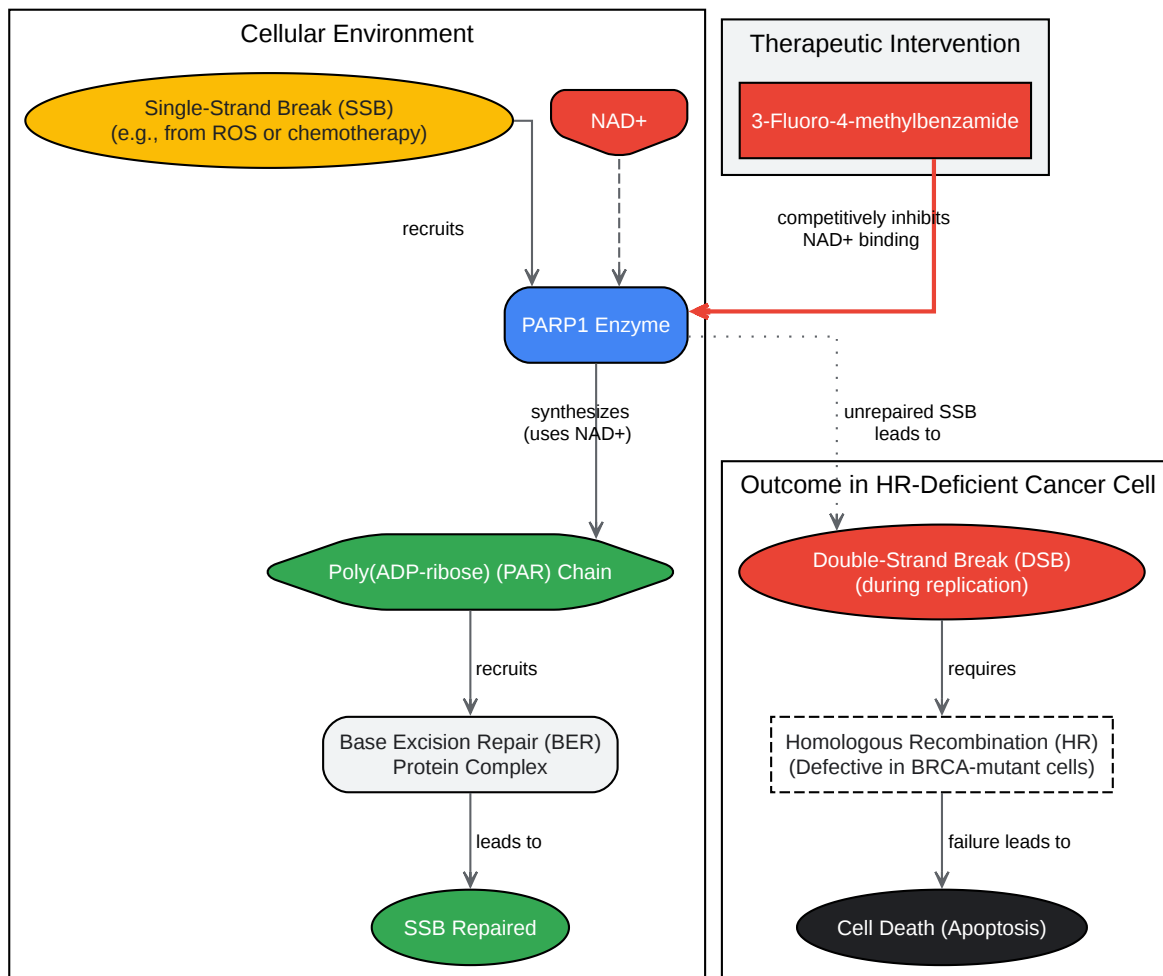 Cellular Environment
Single-Strand Break (SSB)
(e.g., from ROS or chemotherapy)
NAD+
Therapeutic Intervention
3-Fluoro-4-methylbenzamide
recruits
competitively inhibits
NAD+ binding
PARP1 Enzyme
synthesizes
(uses NAD+)
unrepaired SSB
leads to
Outcome in HR-Deficient Cancer Cell
Poly(ADP-ribose) (PAR) Chain
Double-Strand Break (DSB)
(during replication)
recruits
requires
Base Excision Repair (BER)
Protein Complex
Homologous Recombination (HR)
(Defective in BRCA-mutant cells)
leads to
failure leads to
SSB Repaired
Cell Death (Apoptosis)